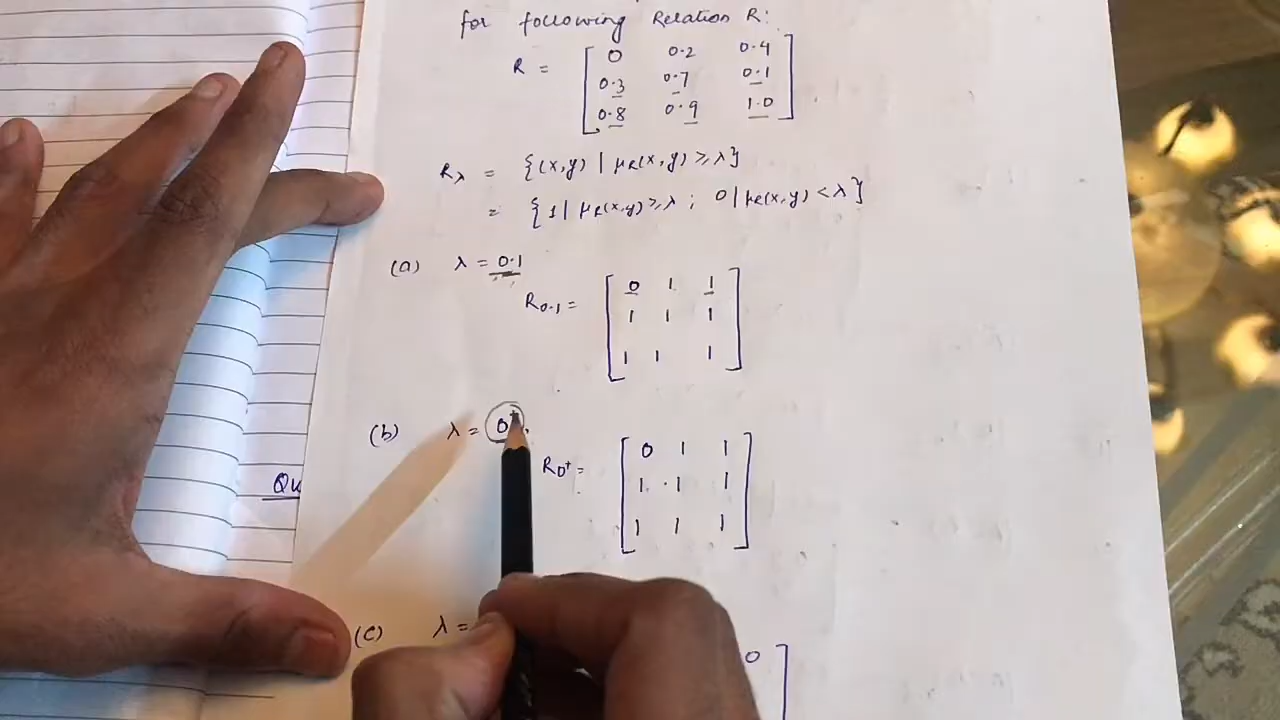 for following Relation R:
R = [ 0 0.2 0.4
0.3 0.7 0.1
0.8 0.9 1.0 ]
Rλ = {(x,y) | μR(x,y) ≥ λ}
= {1 | μR(x,y) ≥ λ ; 0 | μR(x,y) < λ}
(a) λ = 0.1
R0.1 = [ 0 1 1
1 1 1
1 1 1 ]
(b) λ = 0+
R0+ = [ 0 1 1
1 1 1
1 1 1 ]
Qu
(c) λ =
0 ]